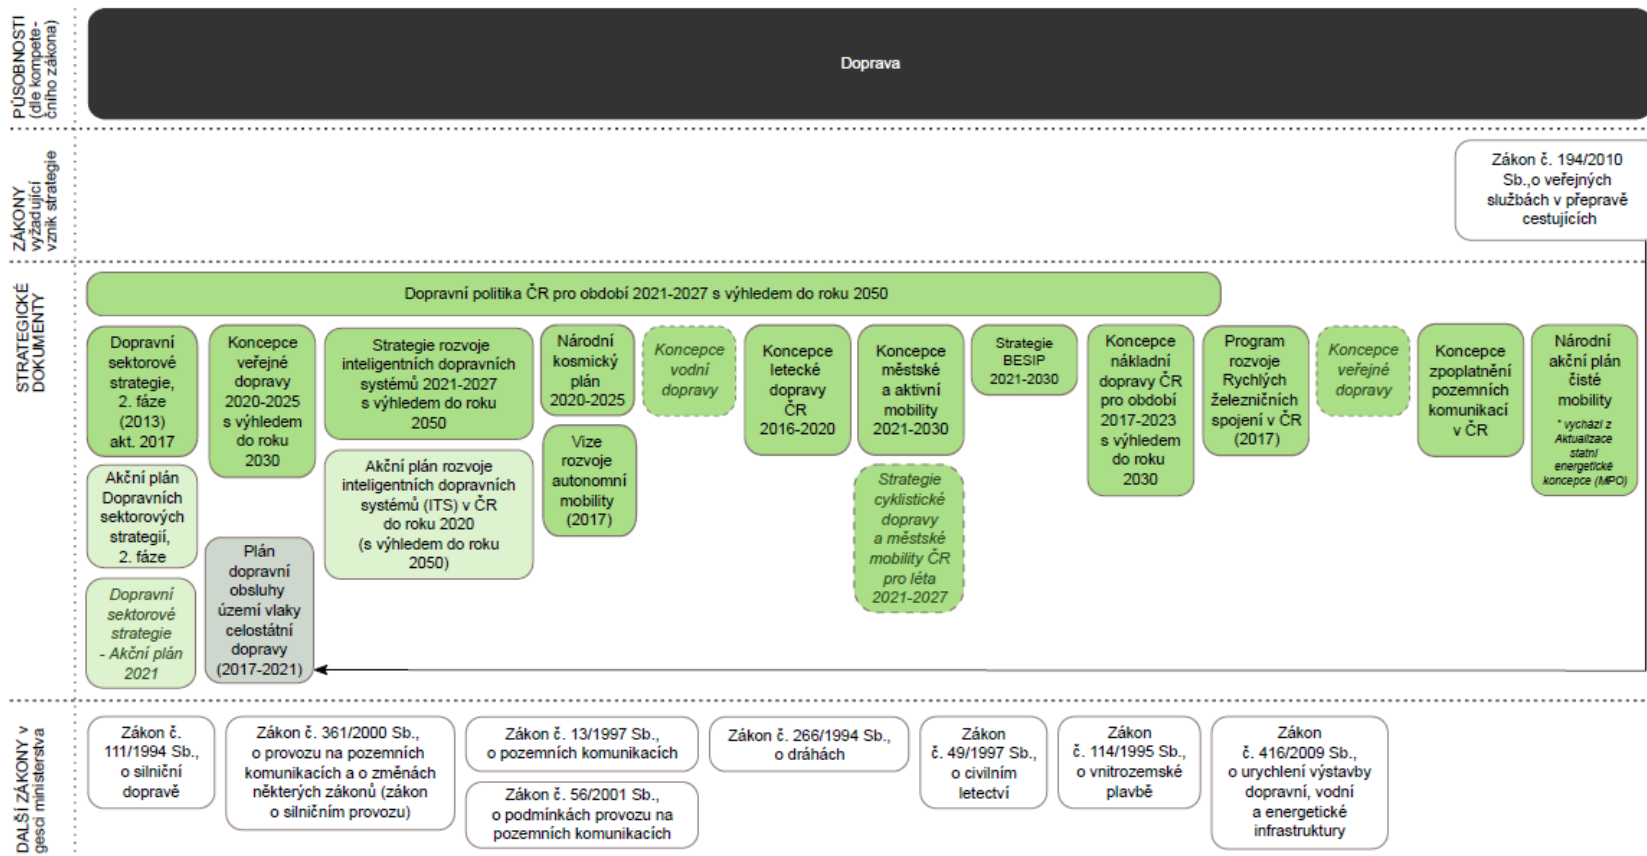 PŮSOBNOSTI
(dle kompete-
čního zákona)
Doprava
ZÁKONY
vyžadující
vznik strategie
Zákon č. 194/2010
Sb.,o veřejných
službách v přepravě
cestujících
STRATEGICKÉ
DOKUMENTY
Dopravní politika ČR pro období 2021-2027 s výhledem do roku 2050
Dopravní
sektorové
strategie,
2. fáze
(2013)
akt. 2017
Akční plán
Dopravních
sektorových
strategií,
2. fáze
Dopravní
sektorové
strategie
- Akční plán
2021
Koncepce
veřejné
dopravy
2020-2025
s výhledem
do roku
2030
Plán
dopravní
obsluhy
území vlaky
celostátní
dopravy
(2017-2021)
Strategie rozvoje
inteligentních dopravních
systémů 2021-2027
s výhledem do roku
2050
Akční plán rozvoje
inteligentních dopravních
systémů (ITS) v ČR
do roku 2020
(s výhledem do roku
2050)
Národní
kosmický
plán
2020-2025
Vize
rozvoje
autonomní
mobility
(2017)
Koncepce
vodní
dopravy
Koncepce
letecké
dopravy
ČR
2016-2020
Koncepce
městské
a aktivní
mobility
2021-2030
Strategie
cyklistické
dopravy
a městské
mobility ČR
pro léta
2021-2027
Strategie
BESIP
2021-2030
Koncepce
nákladní
dopravy ČR
pro období
2017-2023
s výhledem
do roku
2030
Program
rozvoje
Rychlých
železničních
spojení v ČR
(2017)
Koncepce
veřejné
dopravy
Koncepce
zpoplatnění
pozemních
komunikací
v ČR
Národní
akční plán
čisté
mobility
* vychází z
Aktualizace
statní
energetické
koncepce (MPO)
DALŠÍ ZÁKONY v
gesci ministerstva
Zákon č.
111/1994 Sb.,
o silniční
dopravě
Zákon č. 361/2000 Sb.,
o provozu na pozemních
komunikacích a o změnách
některých zákonů (zákon
o silničním provozu)
Zákon č. 13/1997 Sb.,
o pozemních komunikacích
Zákon č. 56/2001 Sb.,
o podmínkách provozu na
pozemních komunikacích
Zákon č. 266/1994 Sb.,
o dráhách
Zákon
č. 49/1997 Sb.,
o civilním
letectví
Zákon
č. 114/1995 Sb.,
o vnitrozemské
plavbě
Zákon
č. 416/2009 Sb.,
o urychlení výstavby
dopravní, vodní
a energetické
infrastruktury